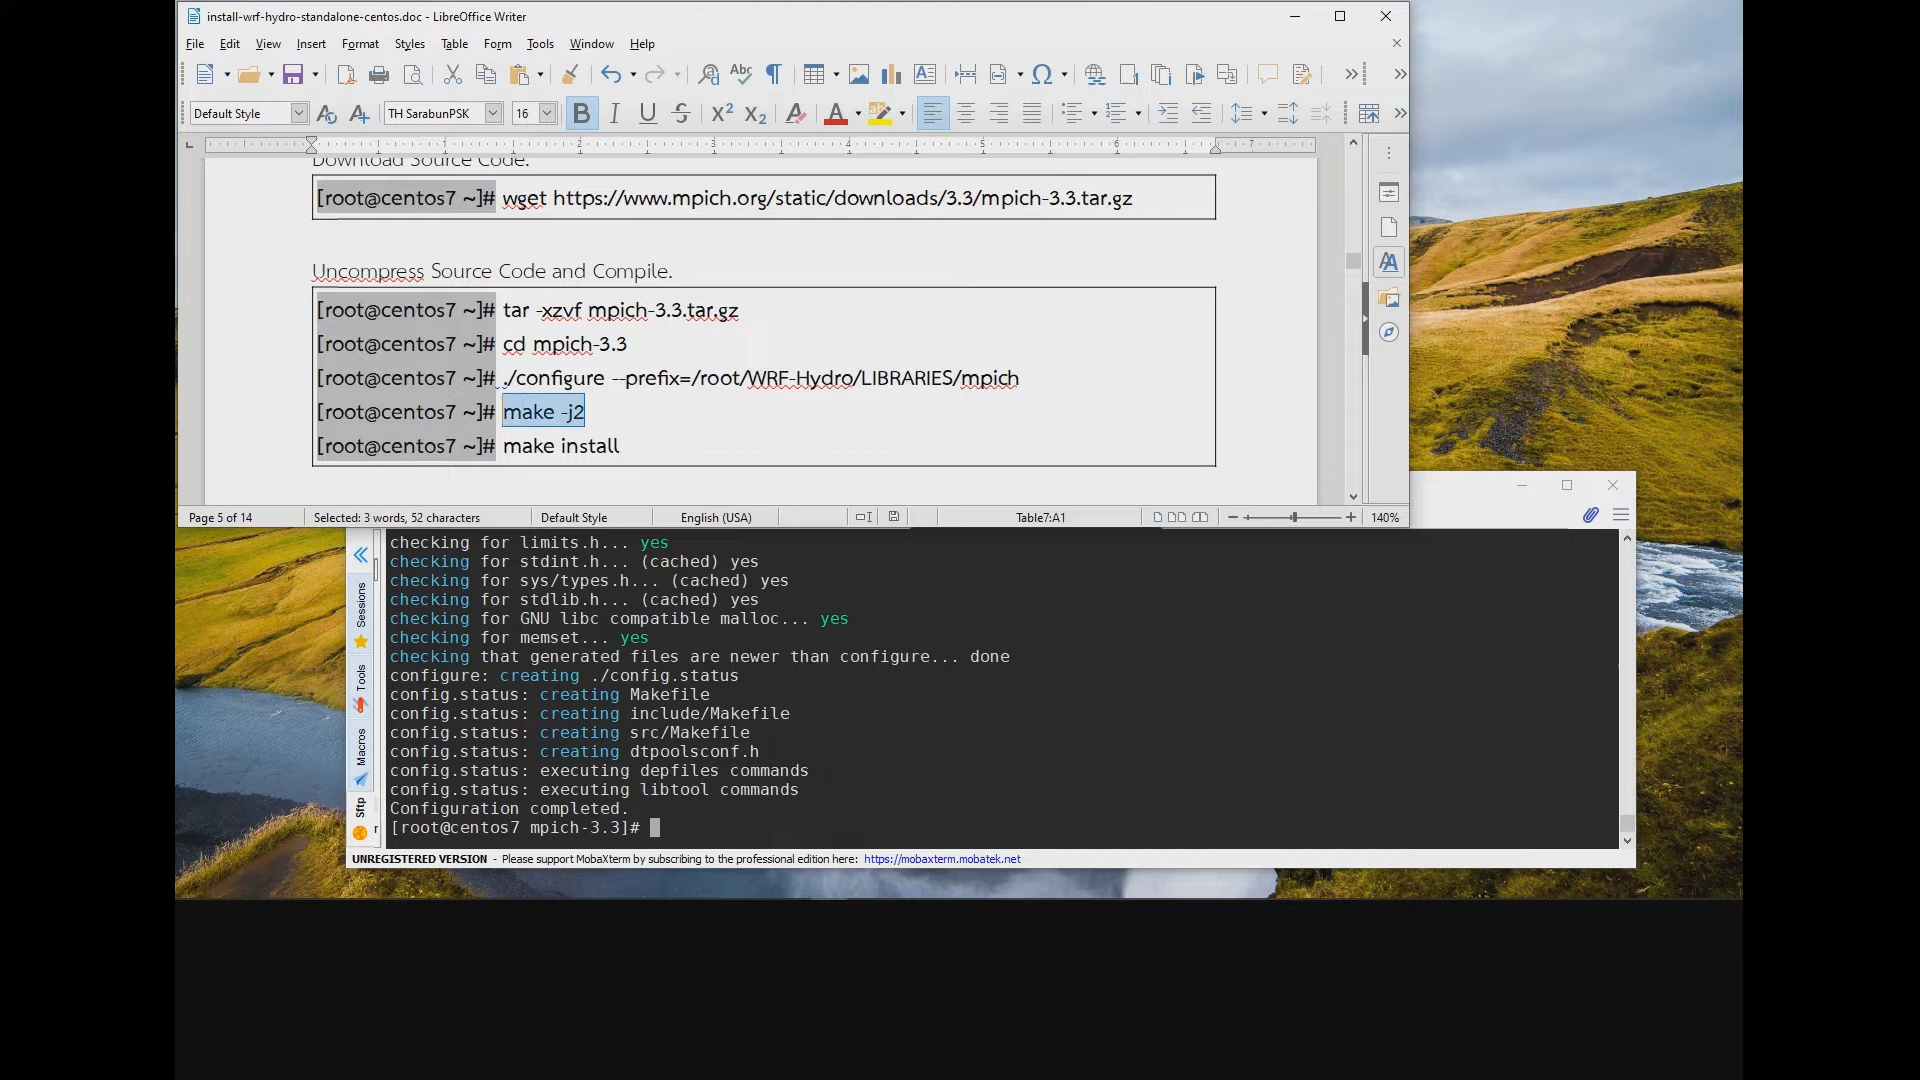 install-wrf-hydro-standalone-centos.doc - LibreOffice Writer
File Edit View Insert Format Styles Table Form Tools Window Help
Default Style TH SarabunPSK 16
1 2 3 4 5 6 7
Download Source Code.
[root@centos7 ~]# wget https://www.mpich.org/static/downloads/3.3/mpich-3.3.tar.gz
Uncompress Source Code and Compile.
[root@centos7 ~]# tar -xzvf mpich-3.3.tar.gz
[root@centos7 ~]# cd mpich-3.3
[root@centos7 ~]# ./configure --prefix=/root/WRF-Hydro/LIBRARIES/mpich
[root@centos7 ~]# make -j2
[root@centos7 ~]# make install
Page 5 of 14 Selected: 3 words, 52 characters Default Style English (USA) Table7:A1 140%
Sessions
Tools
Macros
Sftp
checking for limits.h... yes
checking for stdint.h... (cached) yes
checking for sys/types.h... (cached) yes
checking for stdlib.h... (cached) yes
checking for GNU libc compatible malloc... yes
checking for memset... yes
checking that generated files are newer than configure... done
configure: creating ./config.status
config.status: creating Makefile
config.status: creating include/Makefile
config.status: creating src/Makefile
config.status: creating dtpoolsconf.h
config.status: executing depfiles commands
config.status: executing libtool commands
Configuration completed.
[root@centos7 mpich-3.3]#
UNREGISTERED VERSION - Please support MobaXterm by subscribing to the professional edition here: https://mobaxterm.mobatek.net